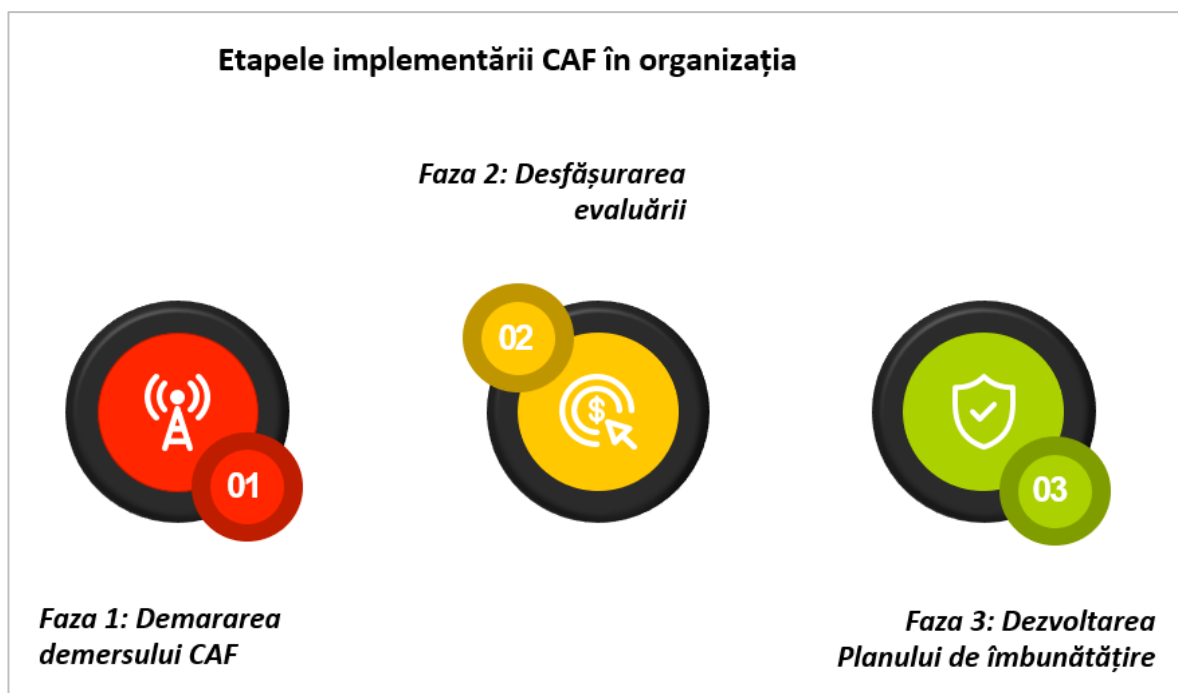 Etapele implementării CAF în organizația
Faza 2: Desfășurarea
evaluării
02
$
01
03
Faza 1: Demararea
demersului CAF
Faza 3: Dezvoltarea
Planului de îmbunătățire